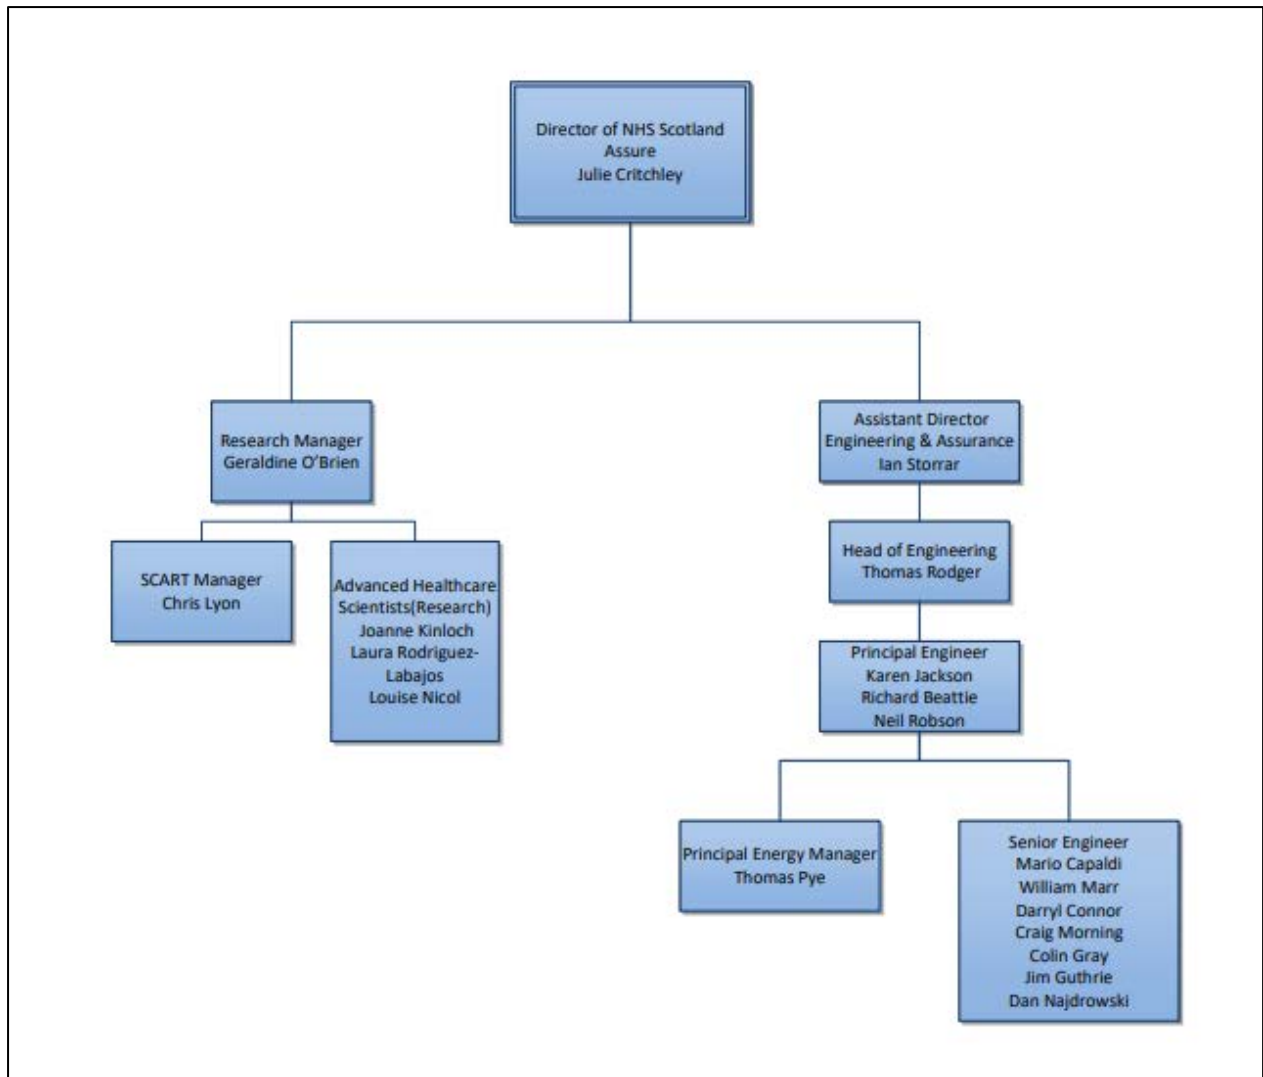 Director of NHS Scotland
Assure
Julie Critchley
Research Manager
Geraldine O'Brien
Assistant Director
Engineering & Assurance
Ian Storrar
SCART Manager
Chris Lyon
Advanced Healthcare
Scientists(Research)
Joanne Kinloch
Laura Rodriguez-
Labajos
Louise Nicol
Head of Engineering
Thomas Rodger
Principal Engineer
Karen Jackson
Richard Beattie
Neil Robson
Principal Energy Manager
Thomas Pye
Senior Engineer
Mario Capaldi
William Marr
Darryl Connor
Craig Morning
Colin Gray
Jim Guthrie
Dan Najdrowski